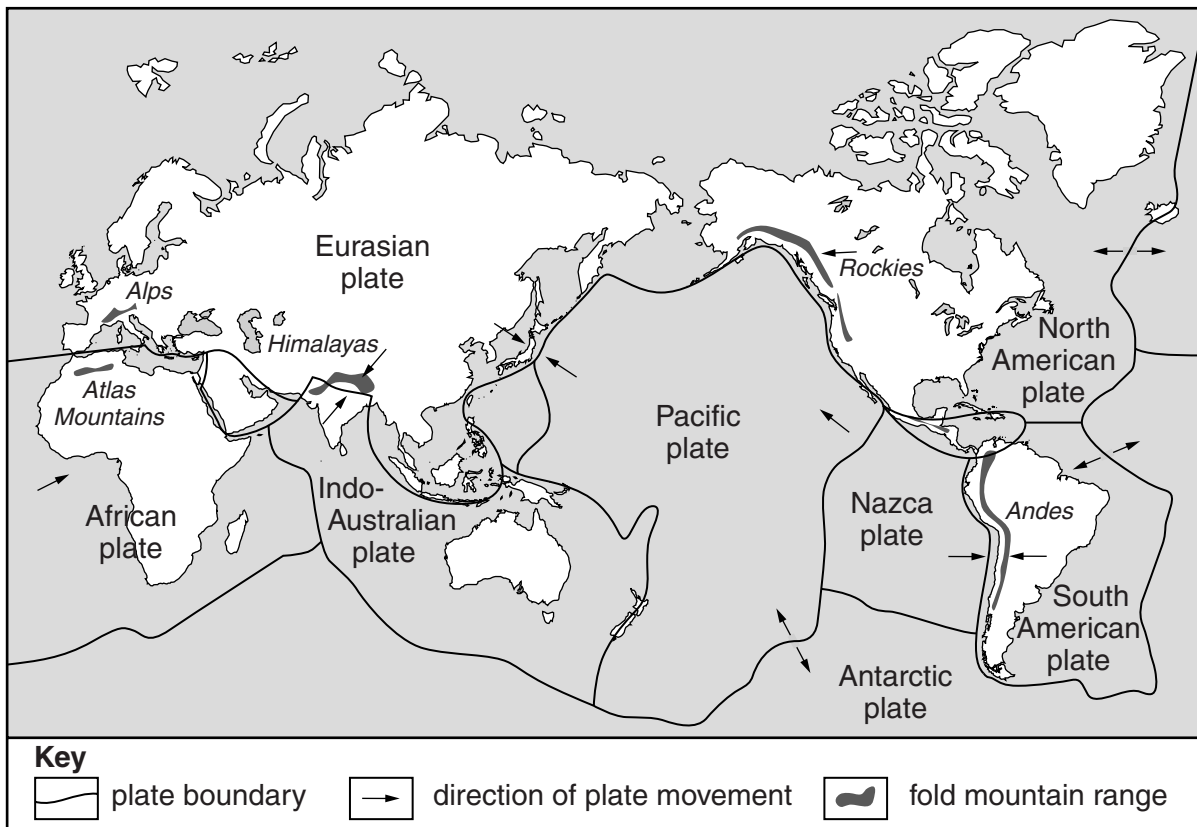 Eurasian
plate
Alps
Himalayas
Atlas
Mountains
African
plate
Indo-
Australian
plate
Pacific
plate
Rockies
North
American
plate
Nazca
plate
Andes
South
American
plate
Antarctic
plate
Key
plate boundary
direction of plate movement
fold mountain range